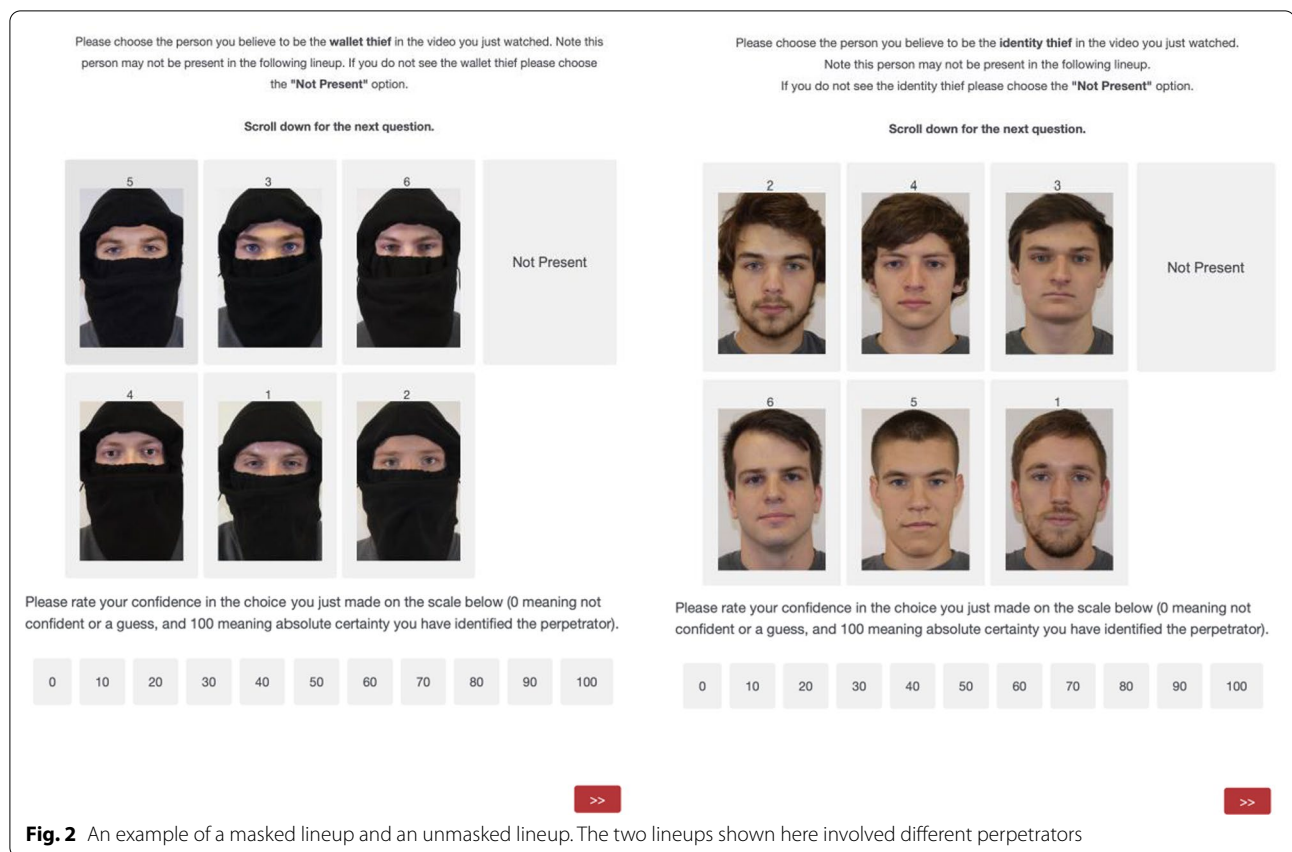 Please choose the person you believe to be the wallet thief in the video you just watched. Note this
person may not be present in the following lineup. If you do not see the wallet thief please choose
the "Not Present" option.
Scroll down for the next question.
5
3
6
Not Present
4
1
2
Please rate your confidence in the choice you just made on the scale below (0 meaning not
confident or a guess, and 100 meaning absolute certainty you have identified the perpetrator).
0 10 20 30 40 50 60 70 80 90 100
>>
Please choose the person you believe to be the identity thief in the video you just watched.
Note this person may not be present in the following lineup.
If you do not see the identity thief please choose the "Not Present" option.
Scroll down for the next question.
2
4
3
Not Present
6
5
1
Please rate your confidence in the choice you just made on the scale below (0 meaning not
confident or a guess, and 100 meaning absolute certainty you have identified the perpetrator).
0 10 20 30 40 50 60 70 80 90 100
>>
Fig. 2 An example of a masked lineup and an unmasked lineup. The two lineups shown here involved different perpetrators